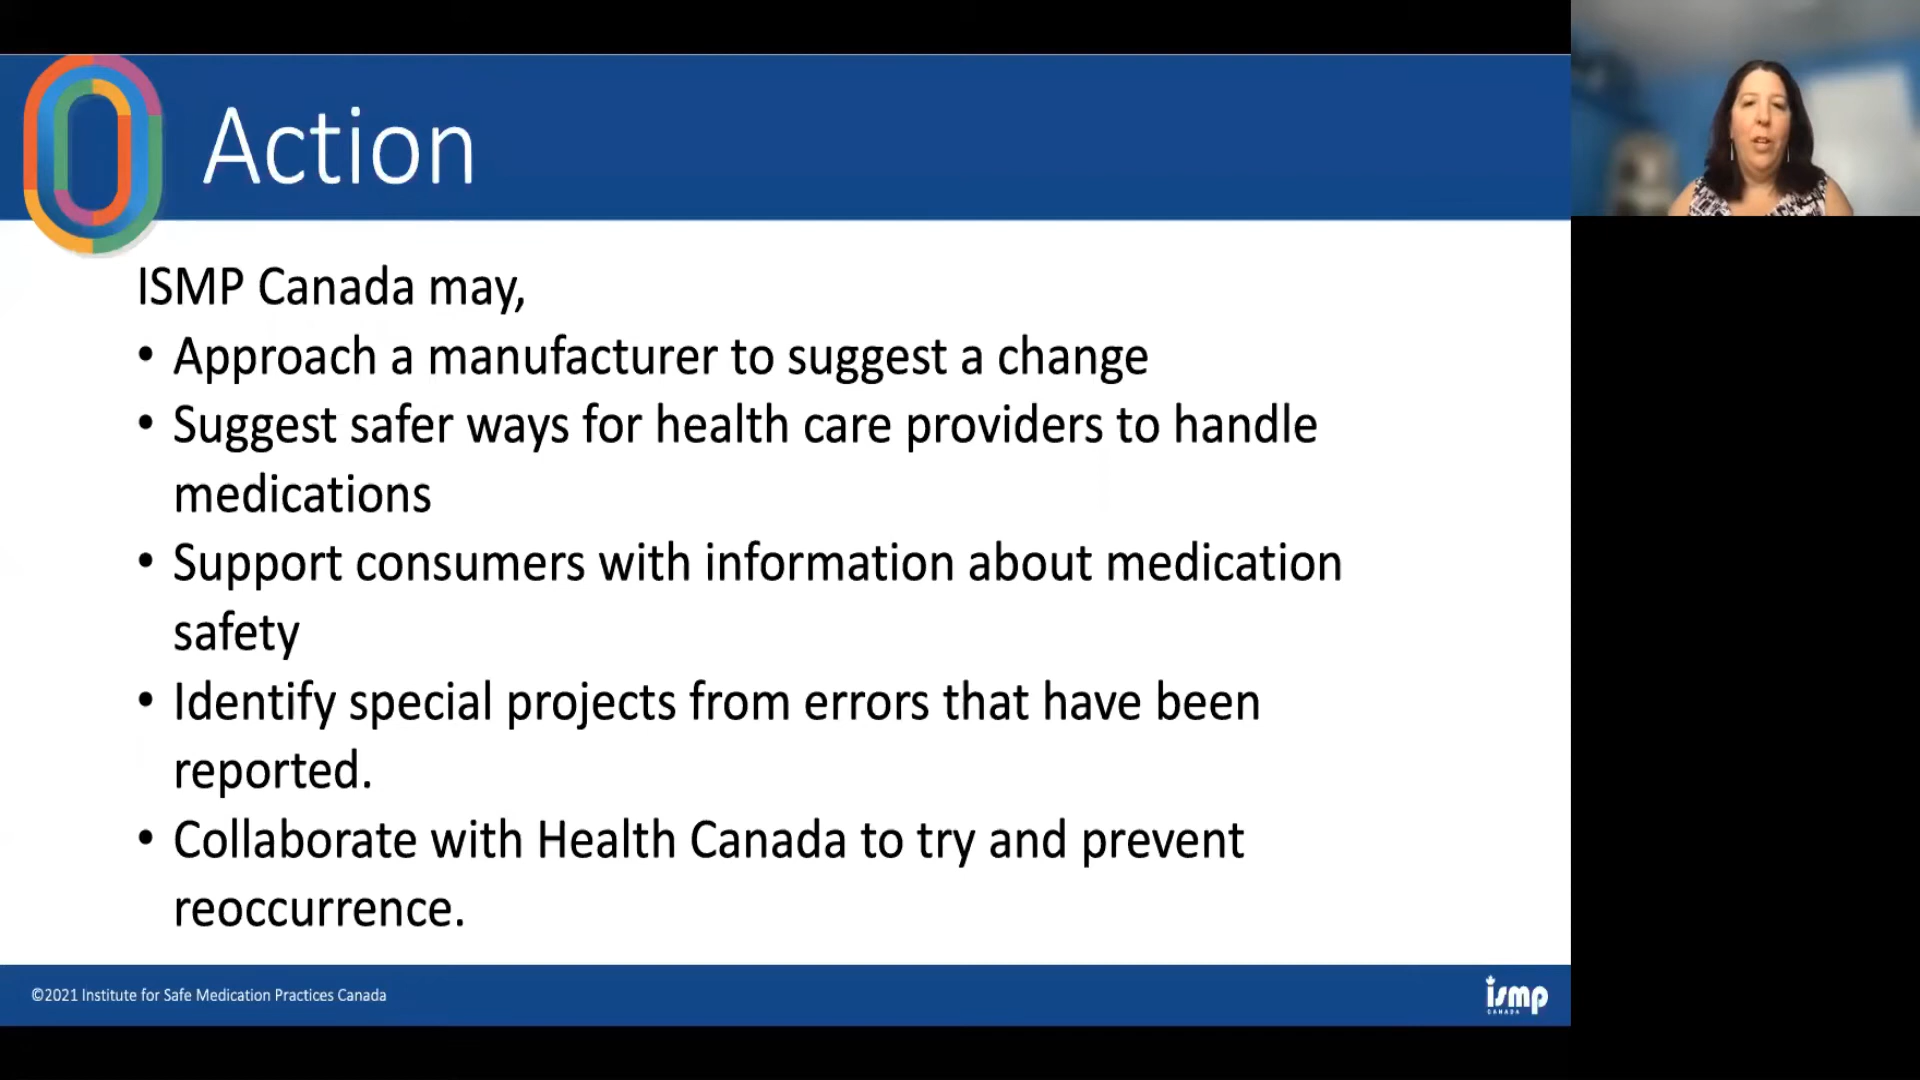 Action
ISMP Canada may,
• Approach a manufacturer to suggest a change
• Suggest safer ways for health care providers to handle
medications
• Support consumers with information about medication
safety
• Identify special projects from errors that have been
reported.
• Collaborate with Health Canada to try and prevent
reoccurrence.
©2021 Institute for Safe Medication Practices Canada
ismp
CANADA